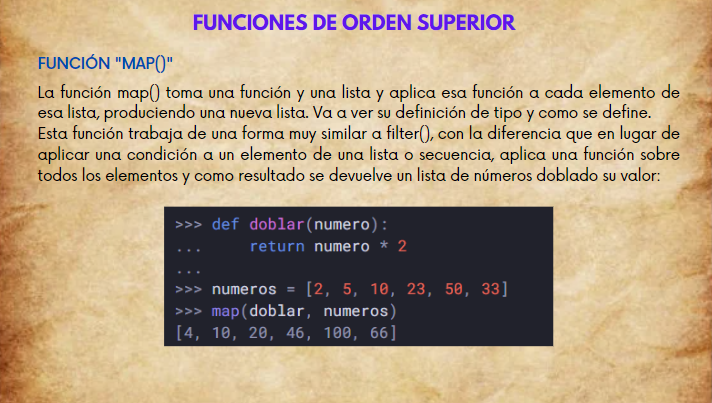 FUNCIONES DE ORDEN SUPERIOR
FUNCIÓN "MAP()"
La función map() toma una función y una lista y aplica esa función a cada elemento de
esa lista, produciendo una nueva lista. Va a ver su definición de tipo y como se define.
Esta función trabaja de una forma muy similar a filter(), con la diferencia que en lugar de
aplicar una condición a un elemento de una lista o secuencia, aplica una función sobre
todos los elementos y como resultado se devuelve un lista de números doblado su valor:
>>> def doblar(numero):
...     return numero * 2
...
>>> numeros = [2, 5, 10, 23, 50, 33]
>>> map(doblar, numeros)
[4, 10, 20, 46, 100, 66]